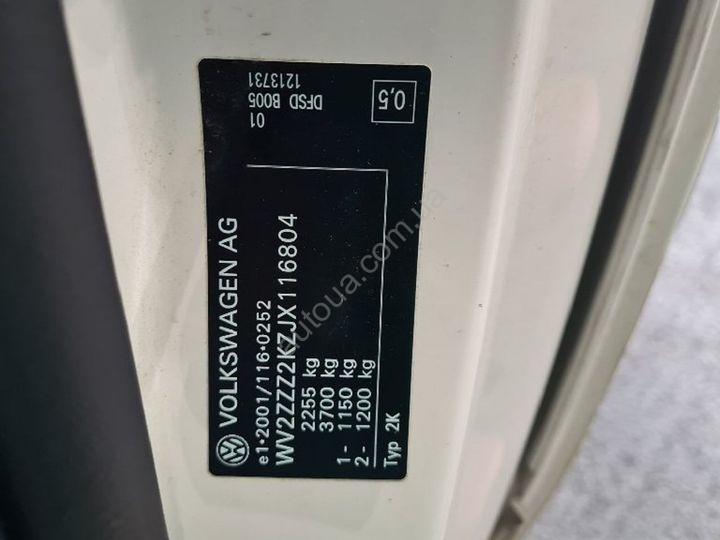 VOLKSWAGEN AG
e1*2001/116*0252
WV2ZZZ2KZJX116804
2255 kg
3700 kg
1- 1150 kg
2- 1200 kg
Typ 2K
01
DFSD B005
1213731
0,5
autoua.com.ua